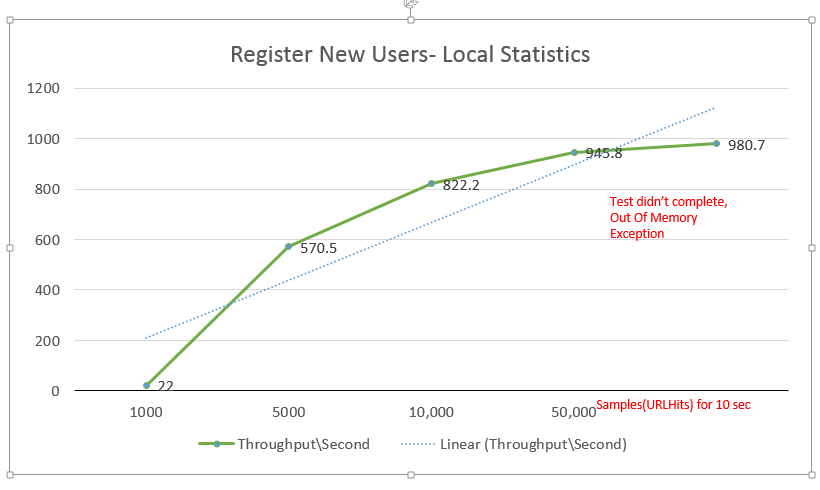 Register New Users- Local Statistics
1200
1000
800
600
400
200
0
22
570.5
822.2
945.8
980.7
Test didn't complete,
Out Of Memory
Exception
1000
5000
10,000
50,000
Samples(URLHits) for 10 sec
Throughput\Second
Linear (Throughput\Second)